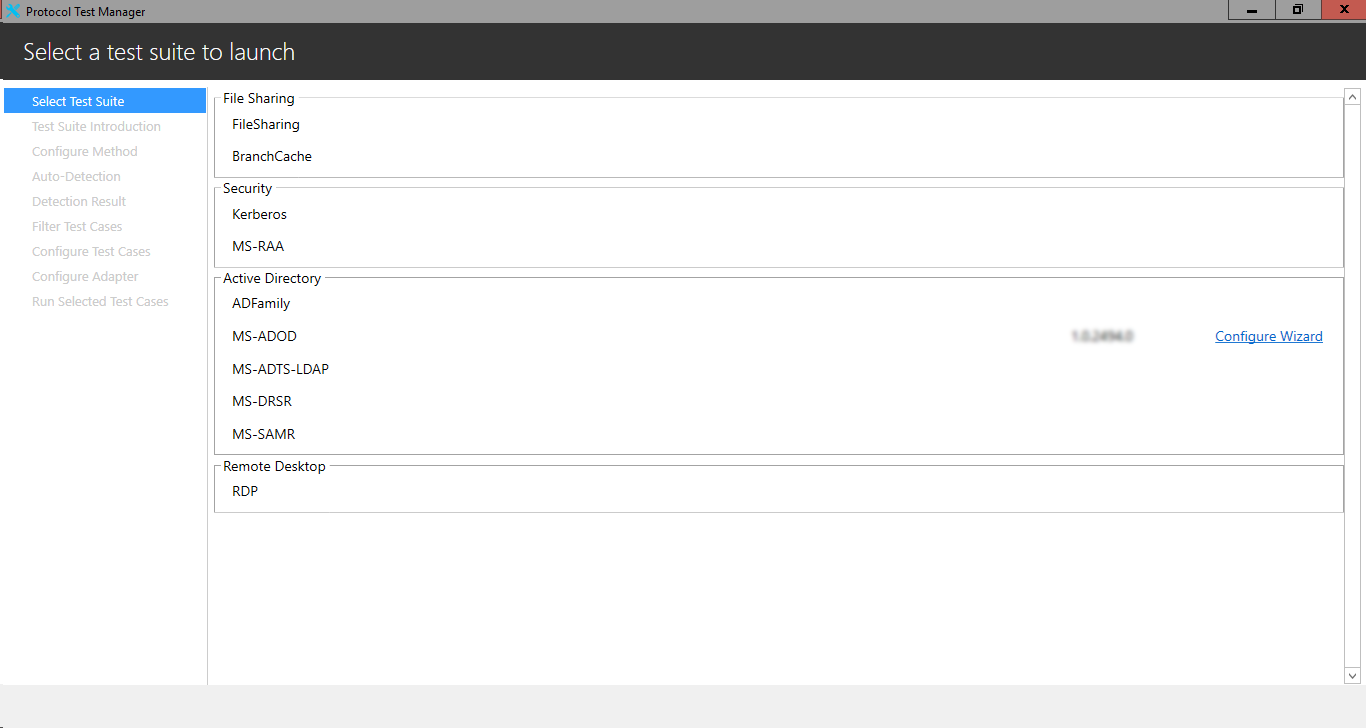 Protocol Test Manager
Select a test suite to launch
Select Test Suite
Test Suite Introduction
Configure Method
Auto-Detection
Detection Result
Filter Test Cases
Configure Test Cases
Configure Adapter
Run Selected Test Cases
File Sharing
FileSharing
BranchCache
Security
Kerberos
MS-RAA
Active Directory
ADFamily
MS-ADOD Configure Wizard
MS-ADTS-LDAP
MS-DRSR
MS-SAMR
Remote Desktop
RDP